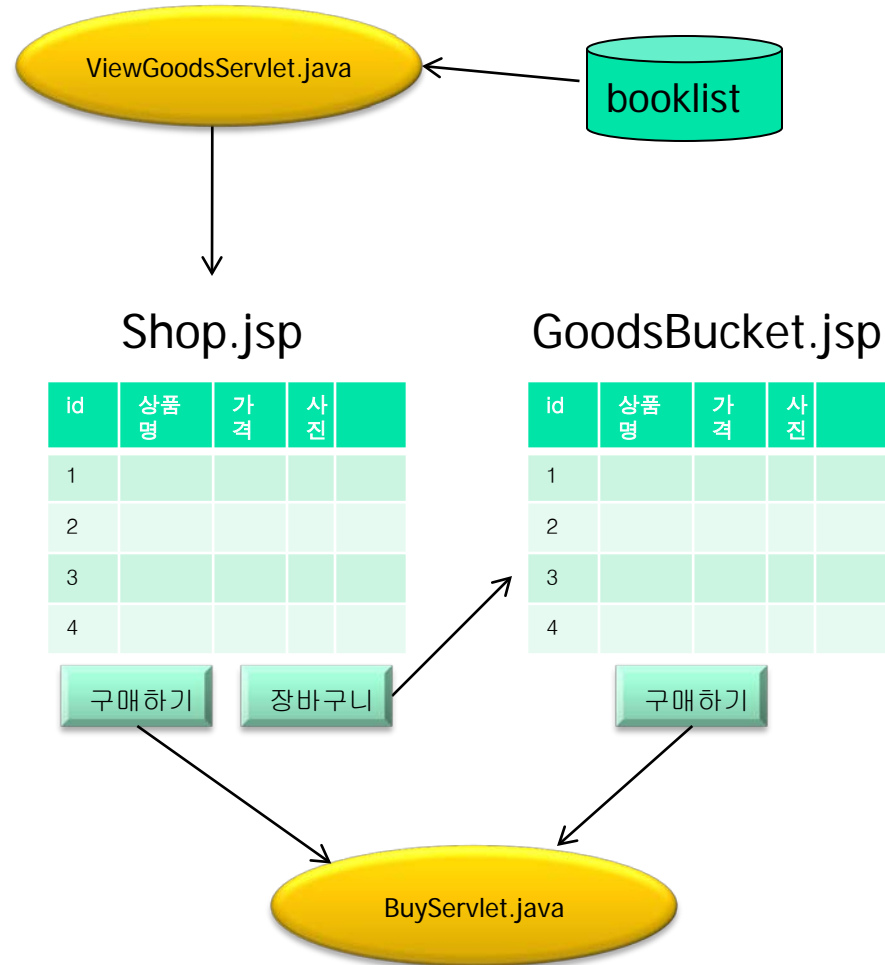 ViewGoodsServlet.java
booklist
Shop.jsp
id 상품명 가격 사진
1
2
3
4
구매하기 장바구니
GoodsBucket.jsp
id 상품명 가격 사진
1
2
3
4
구매하기
BuyServlet.java